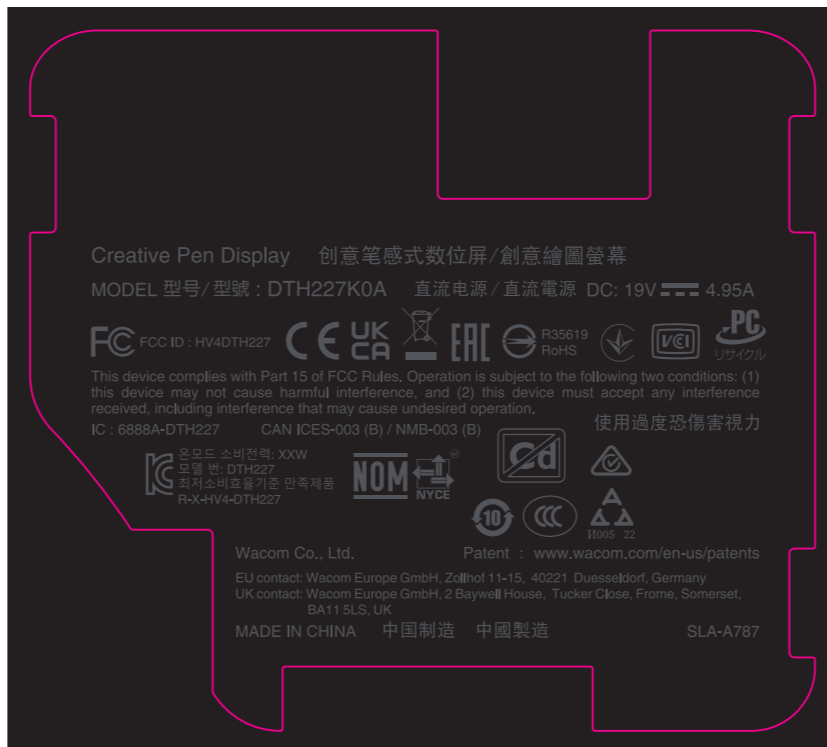 Creative Pen Display 创意笔感式数位屏/創意繪圖螢幕
MODEL 型号/型號 : DTH227K0A 直流电源/直流電源 DC: 19V 4.95A
FC FCC ID : HV4DTH227 CE UK CA EAC R35619 RoHS VCI PC リサイクル
This device complies with Part 15 of FCC Rules. Operation is subject to the following two conditions: (1)
this device may not cause harmful interference, and (2) this device must accept any interference
received, including interference that may cause undesired operation.
使用過度恐傷害視力
IC : 6888A-DTH227 CAN ICES-003 (B) / NMB-003 (B)
온모드 소비전력: XXW
모델 번: DTH227
최저소비효율기준 만족제품
R-X-HV4-DTH227
NOM NYCE
Cd
10 CCC
И005 22
Wacom Co., Ltd. Patent : www.wacom.com/en-us/patents
EU contact: Wacom Europe GmbH, Zollhof 11-15, 40221 Duesseldorf, Germany
UK contact: Wacom Europe GmbH, 2 Baywell House, Tucker Close, Frome, Somerset,
BA11 5LS, UK
MADE IN CHINA 中国制造 中國製造 SLA-A787